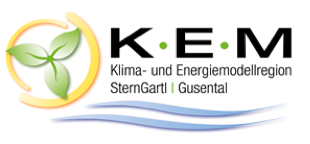 K·E·M
Klima- und Energiemodellregion
SternGartl | Gusental